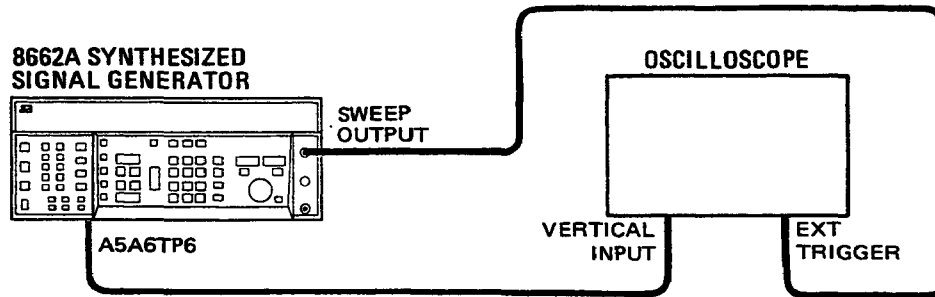 8662A SYNTHESIZED
SIGNAL GENERATOR
SWEEP
OUTPUT
OSCILLOSCOPE
A5A6TP6
VERTICAL
INPUT
EXT
TRIGGER